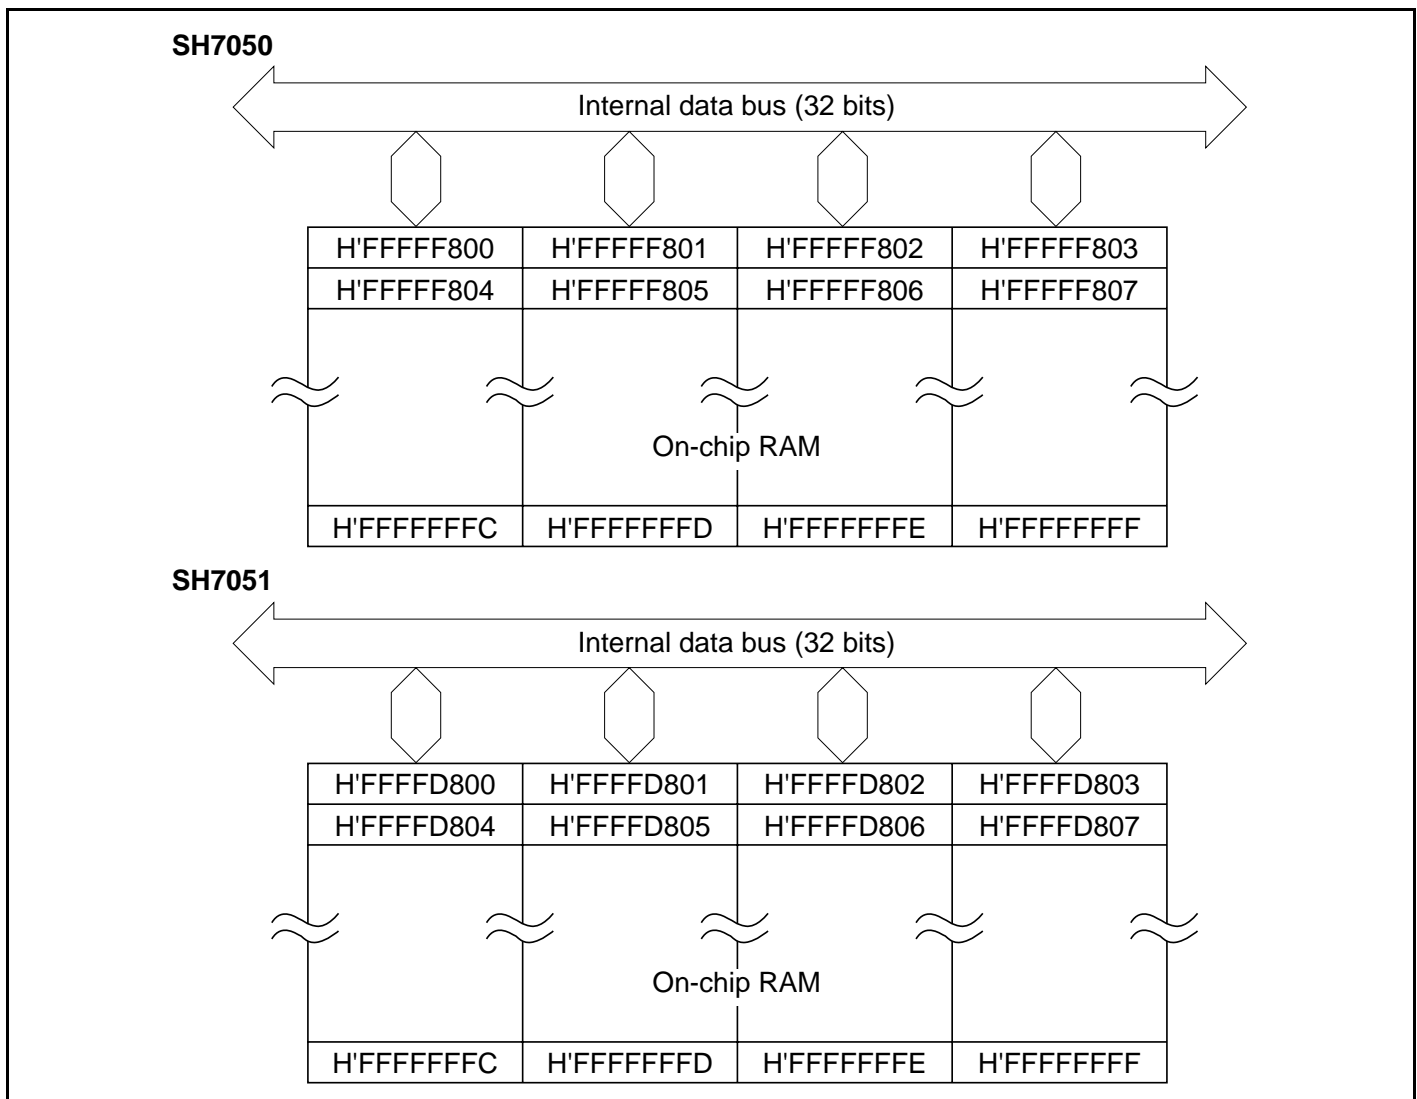 SH7050
Internal data bus (32 bits)
H'FFFFF800 H'FFFFF801 H'FFFFF802 H'FFFFF803
H'FFFFF804 H'FFFFF805 H'FFFFF806 H'FFFFF807
On-chip RAM
H'FFFFFFFC H'FFFFFFFD H'FFFFFFFE H'FFFFFFFF
SH7051
Internal data bus (32 bits)
H'FFFFD800 H'FFFFD801 H'FFFFD802 H'FFFFD803
H'FFFFD804 H'FFFFD805 H'FFFFD806 H'FFFFD807
On-chip RAM
H'FFFFFFFC H'FFFFFFFD H'FFFFFFFE H'FFFFFFFF